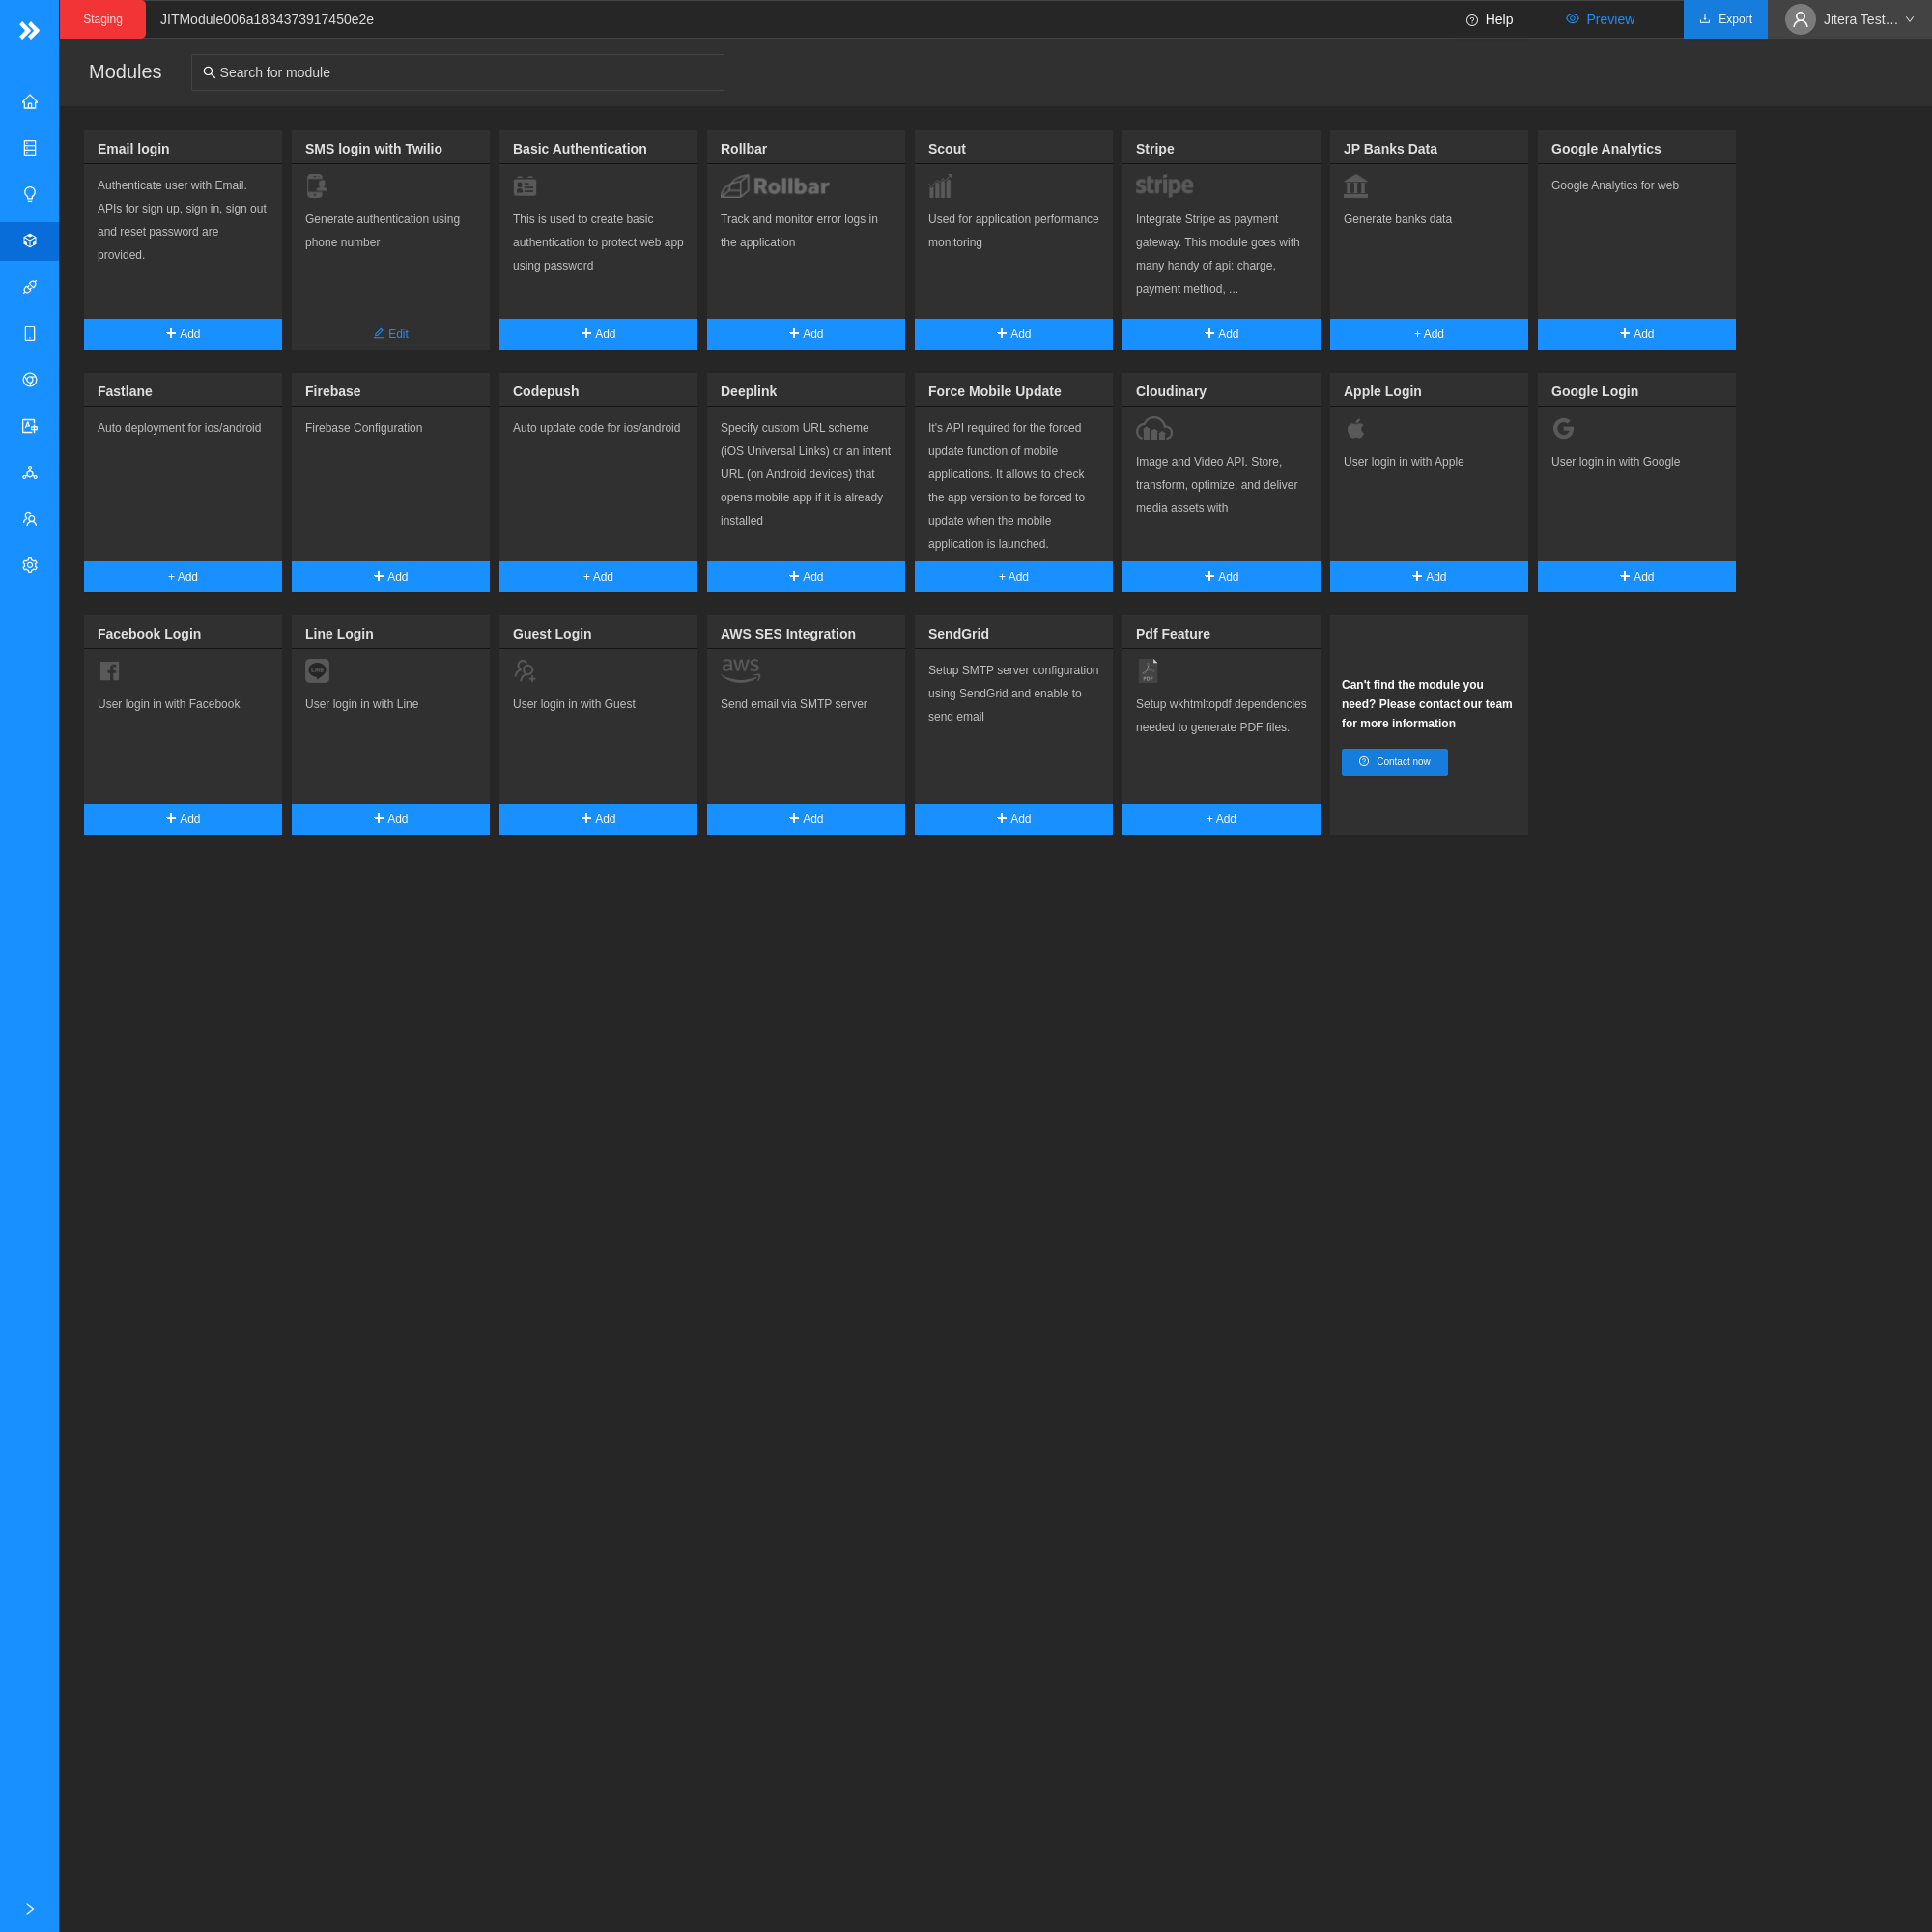 Staging
JITModule006a1834373917450e2e
Help
Preview
Export
Jitera Test…
Modules
Search for module
Email login
Authenticate user with Email.
APIs for sign up, sign in, sign out
and reset password are
provided.
Add
SMS login with Twilio
Generate authentication using
phone number
Edit
Basic Authentication
This is used to create basic
authentication to protect web app
using password
Add
Rollbar
Rollbar
Track and monitor error logs in
the application
Add
Scout
Used for application performance
monitoring
Add
Stripe
stripe
Integrate Stripe as payment
gateway. This module goes with
many handy of api: charge,
payment method, ...
Add
JP Banks Data
Generate banks data
+ Add
Google Analytics
Google Analytics for web
Add
Fastlane
Auto deployment for ios/android
+ Add
Firebase
Firebase Configuration
Add
Codepush
Auto update code for ios/android
+ Add
Deeplink
Specify custom URL scheme
(iOS Universal Links) or an intent
URL (on Android devices) that
opens mobile app if it is already
installed
Add
Force Mobile Update
It's API required for the forced
update function of mobile
applications. It allows to check
the app version to be forced to
update when the mobile
application is launched.
+ Add
Cloudinary
Image and Video API. Store,
transform, optimize, and deliver
media assets with
Add
Apple Login
User login in with Apple
Add
Google Login
User login in with Google
Add
Facebook Login
User login in with Facebook
Add
Line Login
LINE
User login in with Line
Add
Guest Login
User login in with Guest
Add
AWS SES Integration
aws
Send email via SMTP server
Add
SendGrid
Setup SMTP server configuration
using SendGrid and enable to
send email
Add
Pdf Feature
PDF
Setup wkhtmltopdf dependencies
needed to generate PDF files.
+ Add
Can't find the module you
need? Please contact our team
for more information
Contact now